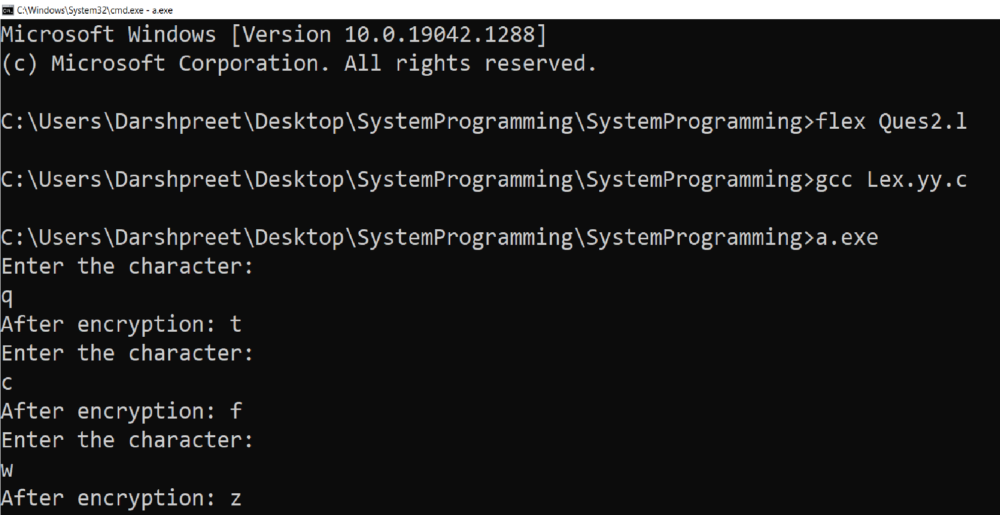 C:\Windows\System32\cmd.exe - a.exe
Microsoft Windows [Version 10.0.19042.1288]
(c) Microsoft Corporation. All rights reserved.
C:\Users\Darshpreet\Desktop\SystemProgramming\SystemProgramming>flex Ques2.l
C:\Users\Darshpreet\Desktop\SystemProgramming\SystemProgramming>gcc Lex.yy.c
C:\Users\Darshpreet\Desktop\SystemProgramming\SystemProgramming>a.exe
Enter the character:
q
After encryption: t
Enter the character:
c
After encryption: f
Enter the character:
w
After encryption: z